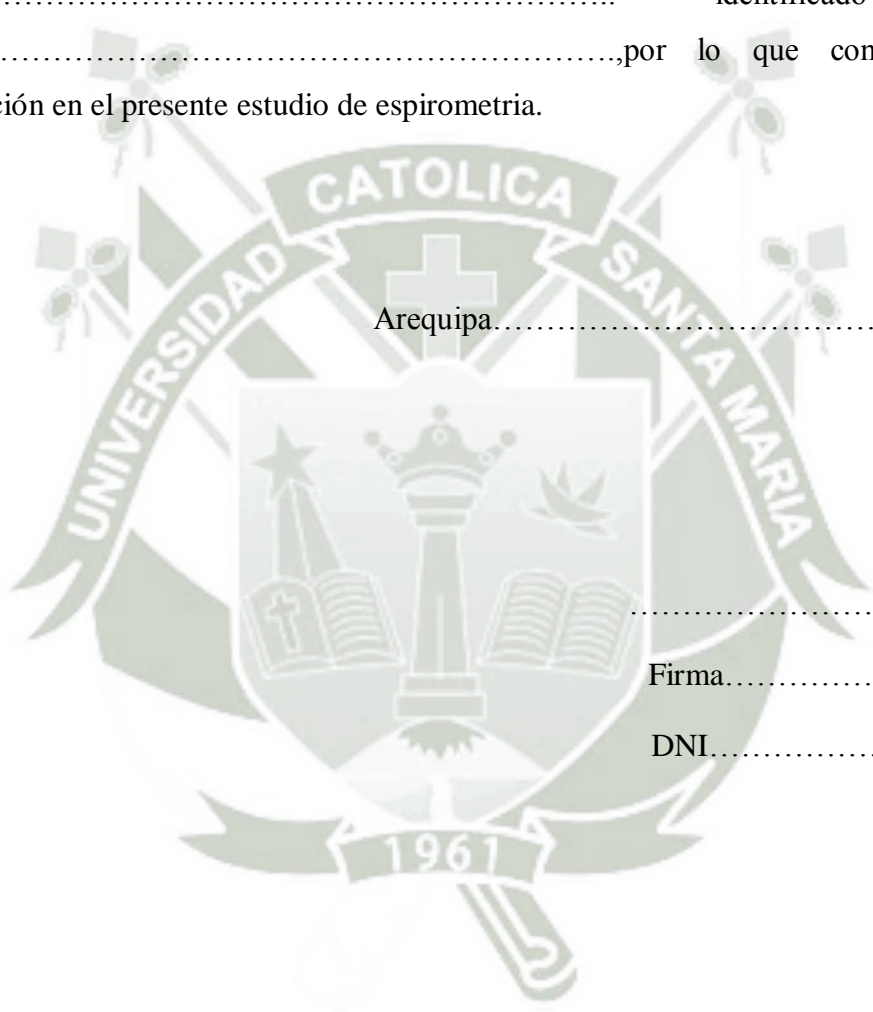 ……………………………………………………….. identificado
……………………………………………………….,por lo que con
ción en el presente estudio de espirometria.
CATOLICA
UNIVERSIDAD
SANTA MARIA
Arequipa………………………………
……………………
Firma……………
DNI………………
1961